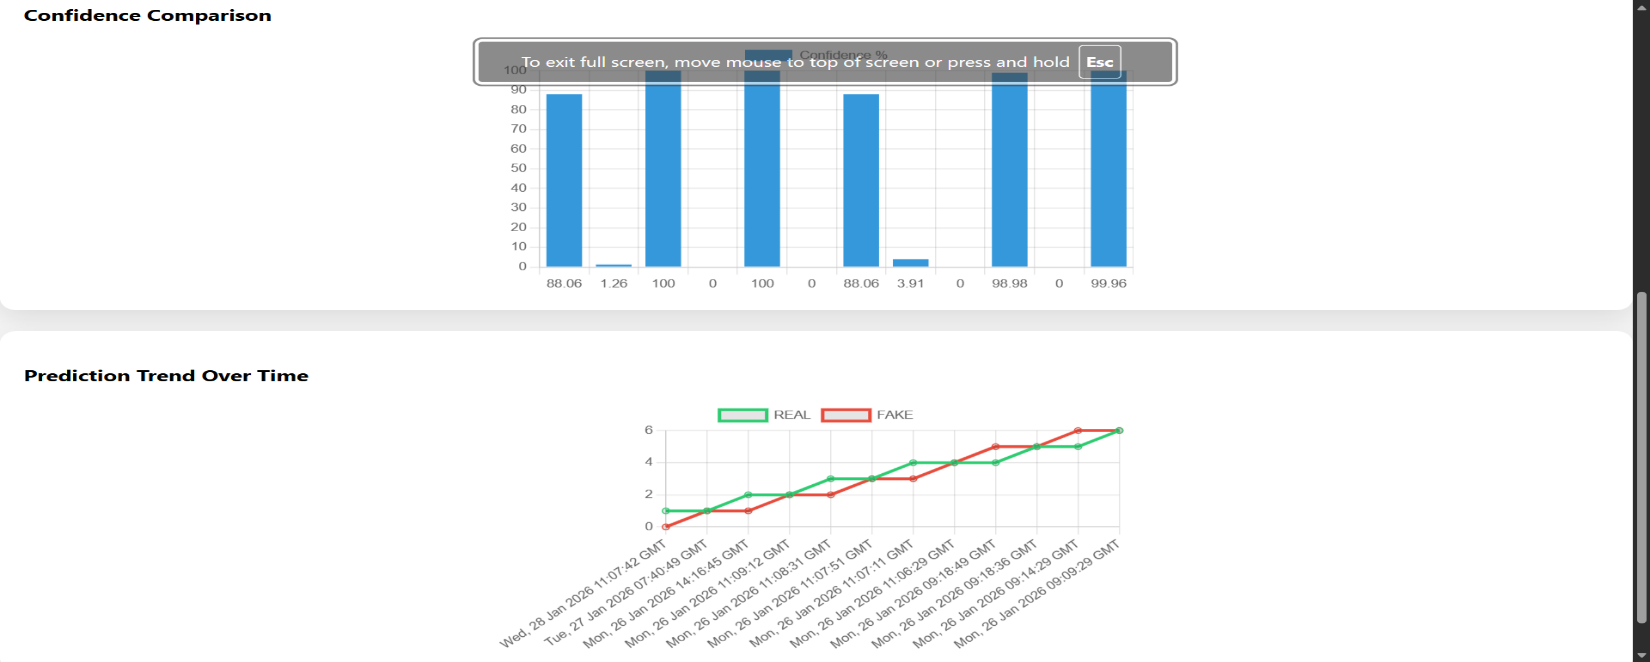 Confidence Comparison
Confidence %
To exit full screen, move mouse to top of screen or press and hold Esc
100
90
80
70
60
50
40
30
20
10
0
88.06 1.26 100 0 100 0 88.06 3.91 0 98.98 0 99.96
Prediction Trend Over Time
REAL FAKE
6
4
2
0
Wed, 28 Jan 2026 11:07:42 GMT
Tue, 27 Jan 2026 07:40:49 GMT
Mon, 26 Jan 2026 14:16:45 GMT
Mon, 26 Jan 2026 11:09:12 GMT
Mon, 26 Jan 2026 11:08:31 GMT
Mon, 26 Jan 2026 11:07:51 GMT
Mon, 26 Jan 2026 11:07:11 GMT
Mon, 26 Jan 2026 11:06:29 GMT
Mon, 26 Jan 2026 09:18:49 GMT
Mon, 26 Jan 2026 09:18:36 GMT
Mon, 26 Jan 2026 09:14:29 GMT
Mon, 26 Jan 2026 09:09:29 GMT